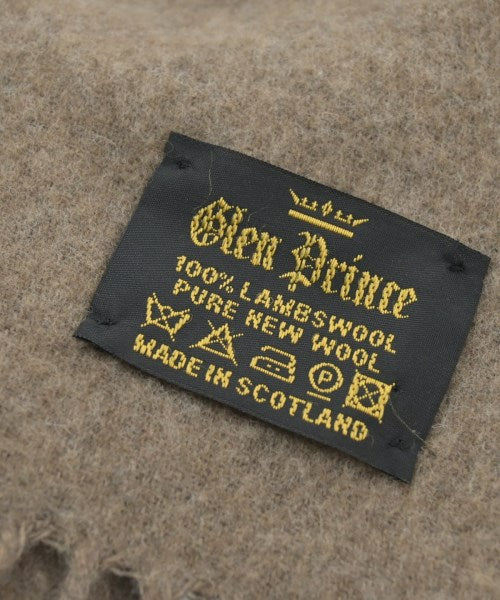 Glen Prince
100% LAMBSWOOL
PURE NEW WOOL
P
MADE IN SCOTLAND